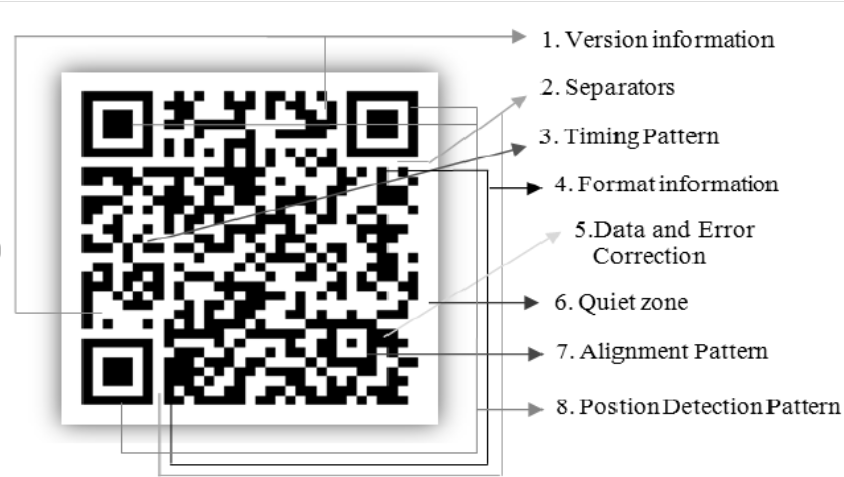 1. Version information
2. Separators
3. Timing Pattern
4. Format information
5.Data and Error
Correction
6. Quiet zone
7. Alignment Pattern
8. Postion Detection Pattern